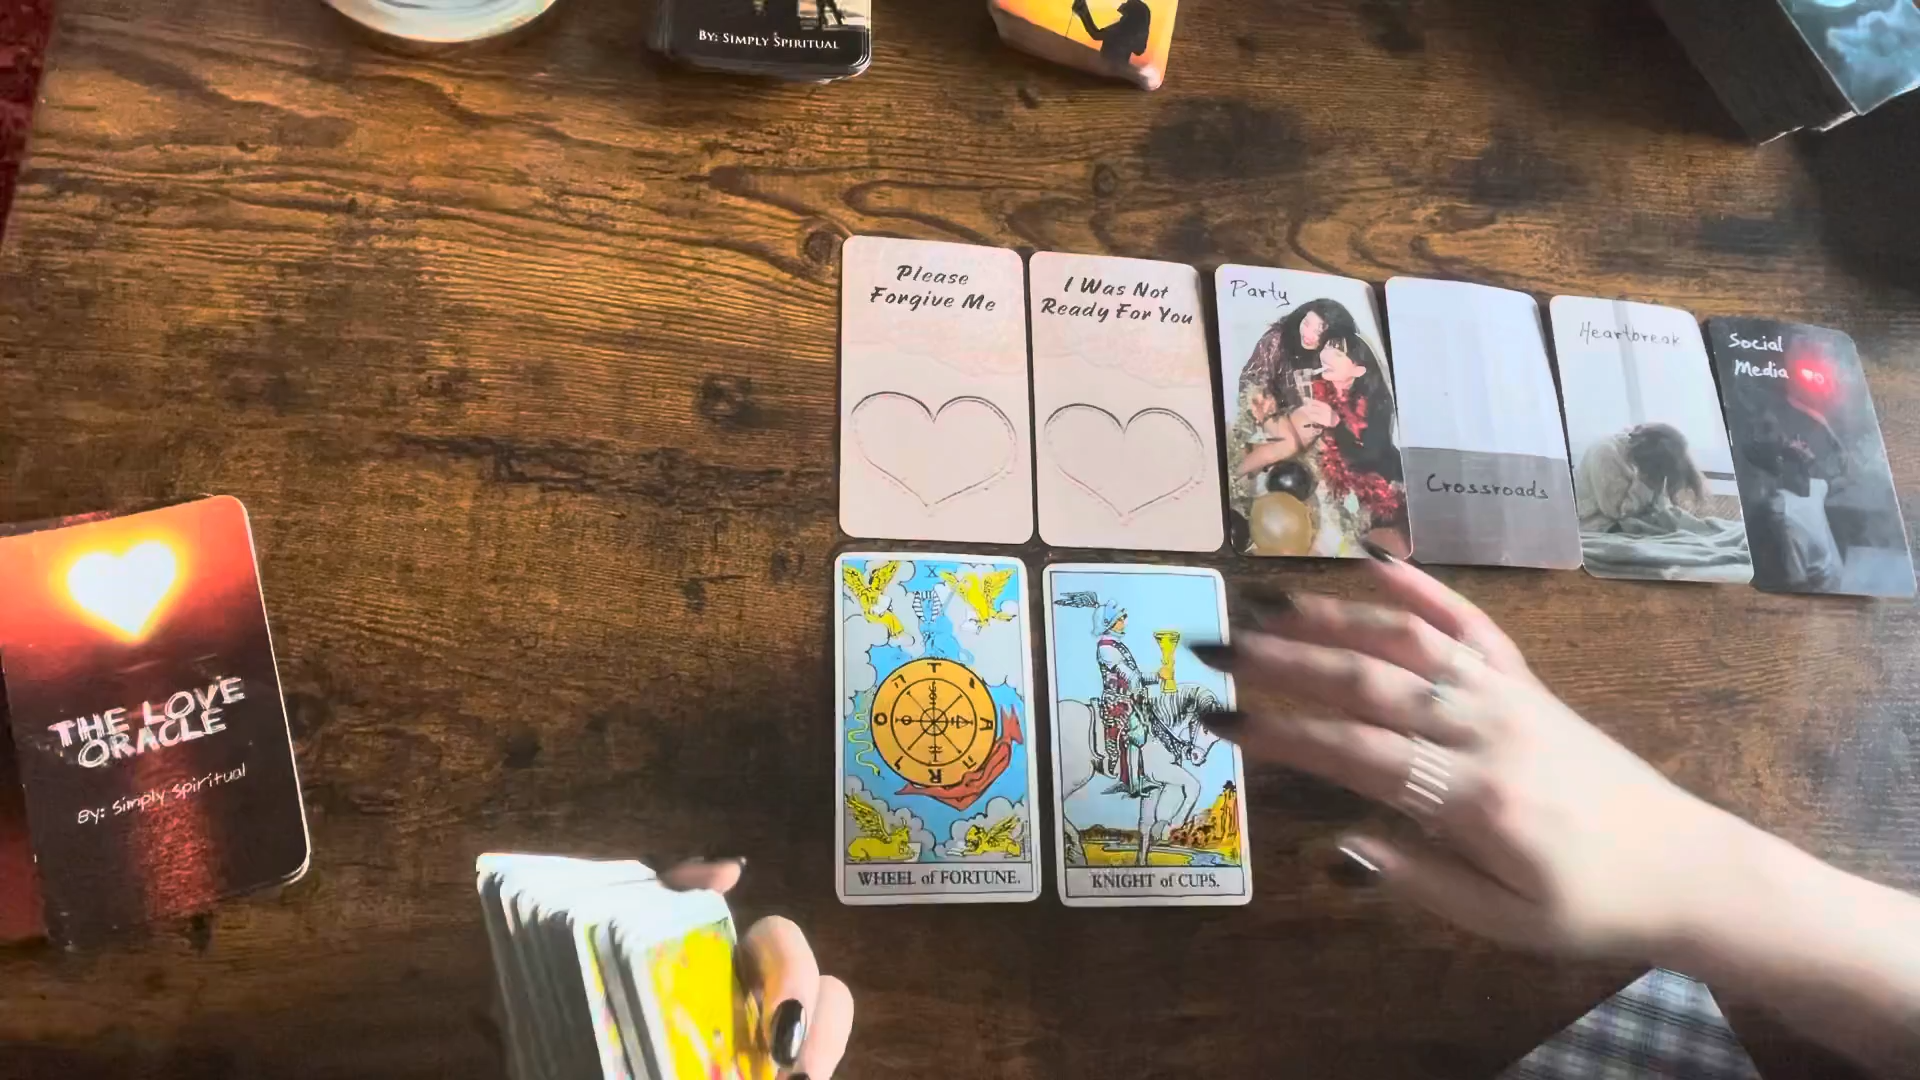 By: Simply Spiritual
Please
Forgive Me
I Was Not
Ready For You
Party
Crossroads
Heartbreak
Social
Media
THE LOVE
ORACLE
By: Simply Spiritual
X
WHEEL of FORTUNE.
KNIGHT of CUPS.